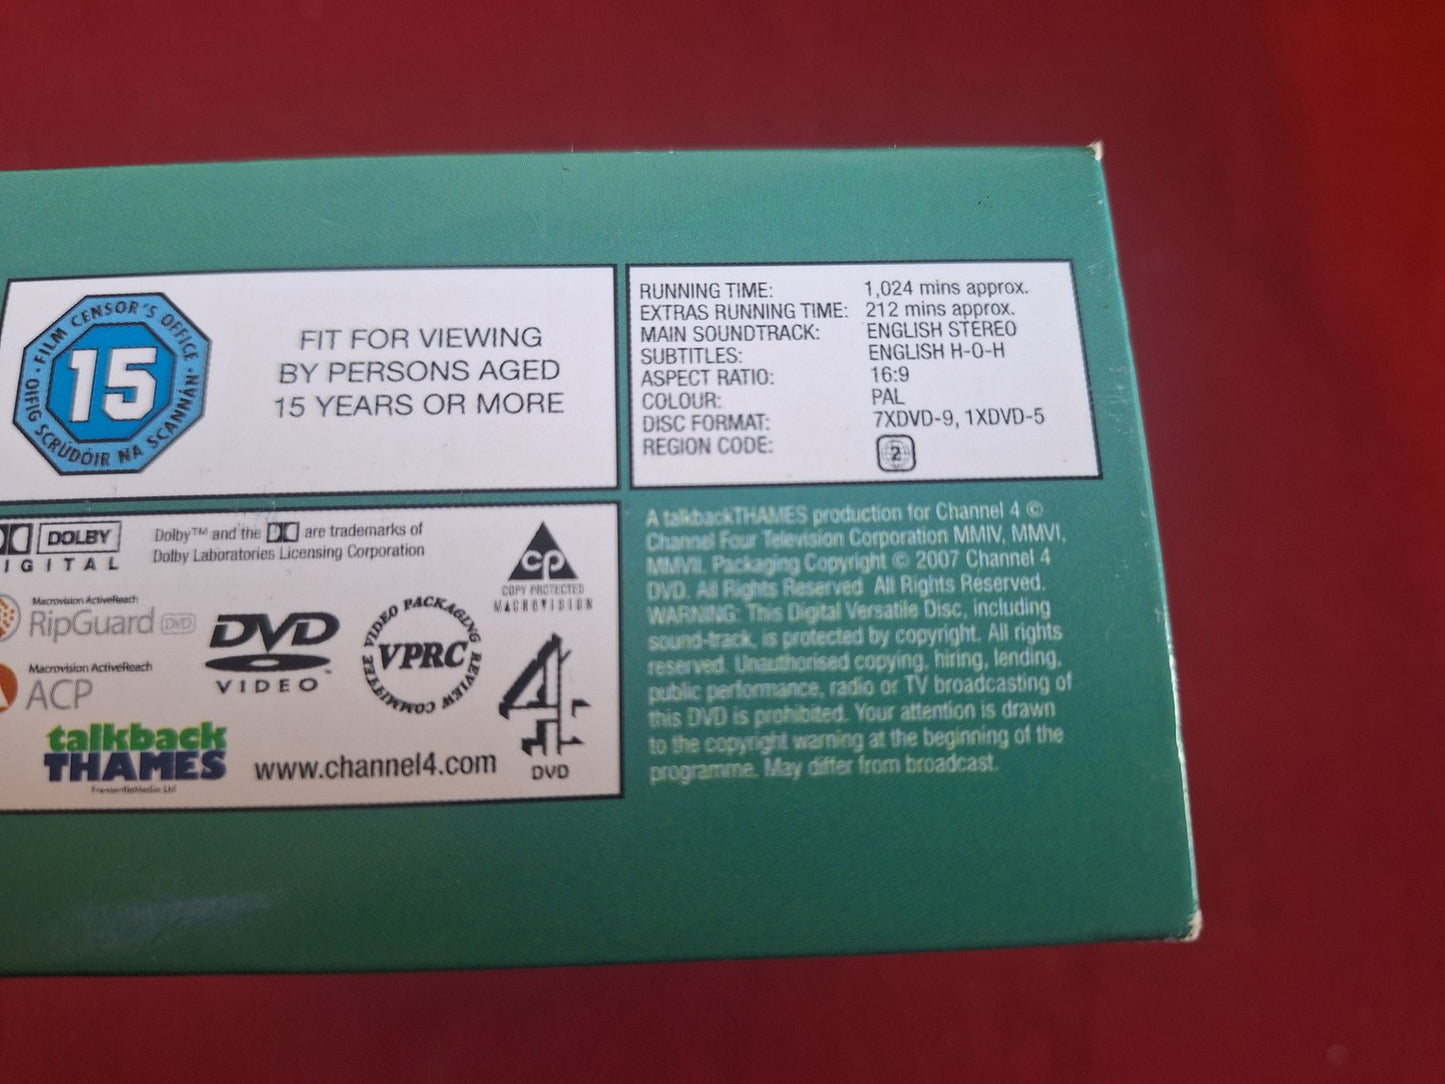 FILM CENSOR'S OFFICE
15
OIFIG SCRÚDÓIR NA SCANNÁN
FIT FOR VIEWING
BY PERSONS AGED
15 YEARS OR MORE
RUNNING TIME: 1,024 mins approx.
EXTRAS RUNNING TIME: 212 mins approx.
MAIN SOUNDTRACK: ENGLISH STEREO
SUBTITLES: ENGLISH H-O-H
ASPECT RATIO: 16:9
COLOUR: PAL
DISC FORMAT: 7XDVD-9, 1XDVD-5
REGION CODE: 2
DOLBY
IGITAL
Dolby™ and the are trademarks of
Dolby Laboratories Licensing Corporation
cp
COPY PROTECTED
MACROVISION
Macrovision ActiveReach
RipGuard DVD
Macrovision ActiveReach
ACP
DVD
VIDEO
VIDEO PACKAGING REVIEW COMMITTEE
VPRC
4
DVD
talkback
THAMES
FremantleMedia Ltd
www.channel4.com
A talkbackTHAMES production for Channel 4 ©
Channel Four Television Corporation MMIV, MMVI,
MMVII. Packaging Copyright © 2007 Channel 4
DVD. All Rights Reserved. All Rights Reserved.
WARNING: This Digital Versatile Disc, including
sound-track, is protected by copyright. All rights
reserved. Unauthorised copying, hiring, lending,
public performance, radio or TV broadcasting of
this DVD is prohibited. Your attention is drawn
to the copyright warning at the beginning of the
programme. May differ from broadcast.